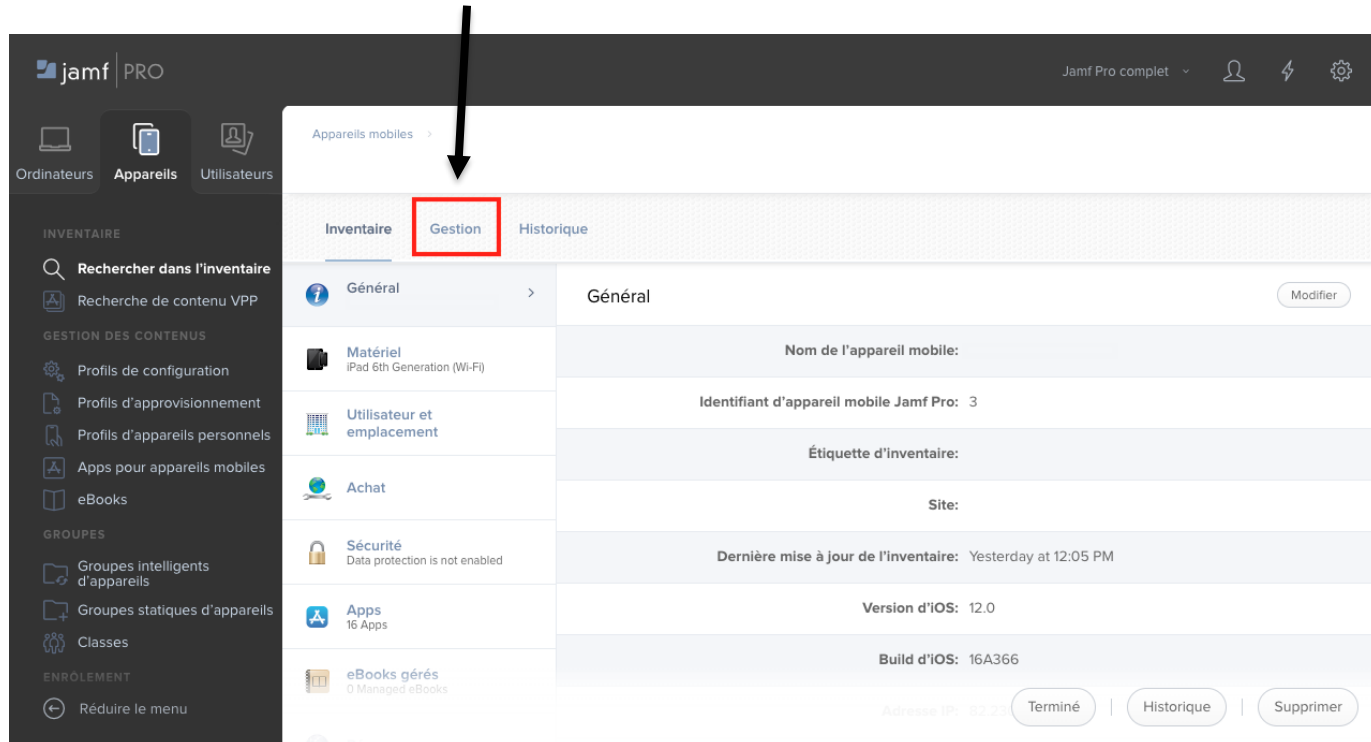 jamf PRO
Jamf Pro complet
Ordinateurs
Appareils
Utilisateurs
Appareils mobiles
Inventaire
Gestion
Historique
INVENTAIRE
Rechercher dans l'inventaire
Recherche de contenu VPP
GESTION DES CONTENUS
Profils de configuration
Profils d'approvisionnement
Profils d'appareils personnels
Apps pour appareils mobiles
eBooks
GROUPES
Groupes intelligents
d'appareils
Groupes statiques d'appareils
Classes
ENRÔLEMENT
Réduire le menu
Général
Matériel
iPad 6th Generation (Wi-Fi)
Utilisateur et
emplacement
Achat
Sécurité
Data protection is not enabled
Apps
16 Apps
eBooks gérés
0 Managed eBooks
Général
Modifier
Nom de l'appareil mobile:
Identifiant d'appareil mobile Jamf Pro: 3
Étiquette d'inventaire:
Site:
Dernière mise à jour de l'inventaire: Yesterday at 12:05 PM
Version d'iOS: 12.0
Build d'iOS: 16A366
Adresse IP:
Terminé
Historique
Supprimer